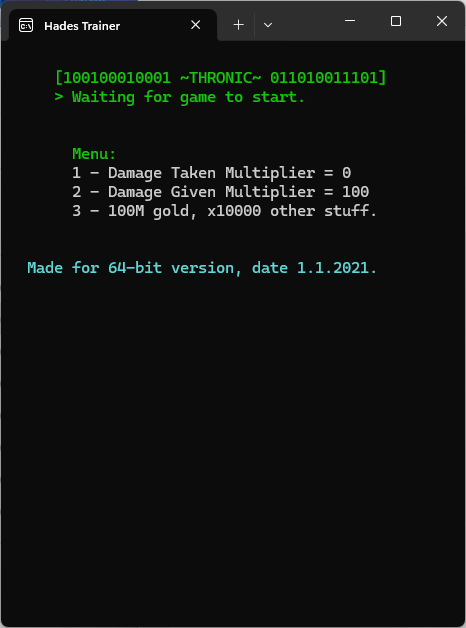 Hades Trainer
[100100010001 ~THRONIC~ 011010011101]
> Waiting for game to start.
Menu:
1 - Damage Taken Multiplier = 0
2 - Damage Given Multiplier = 100
3 - 100M gold, x10000 other stuff.
Made for 64-bit version, date 1.1.2021.